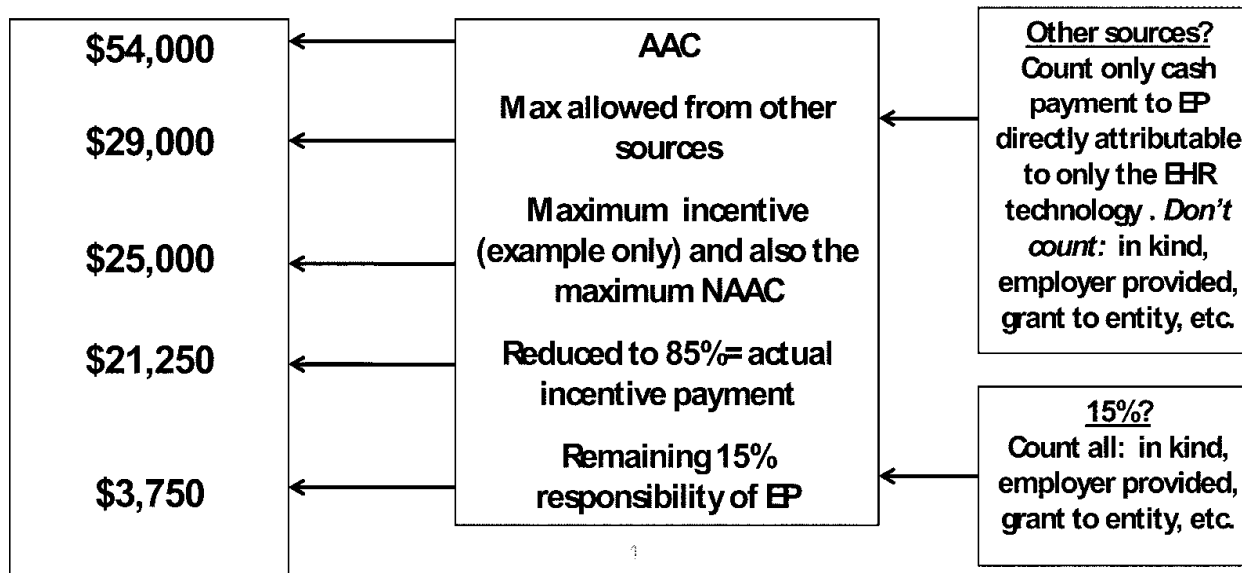 $54,000
$29,000
$25,000
$21,250
$3,750
AAC
Max allowed from other
sources
Maximum incentive
(example only) and also the
maximum NAAC
Reduced to 85%= actual
incentive payment
Remaining 15%
responsibility of EP
Other sources?
Count only cash
payment to EP
directly attributable
to only the EHR
technology . Don't
count: in kind,
employer provided,
grant to entity, etc.
15%?
Count all: in kind,
employer provided,
grant to entity, etc.
1